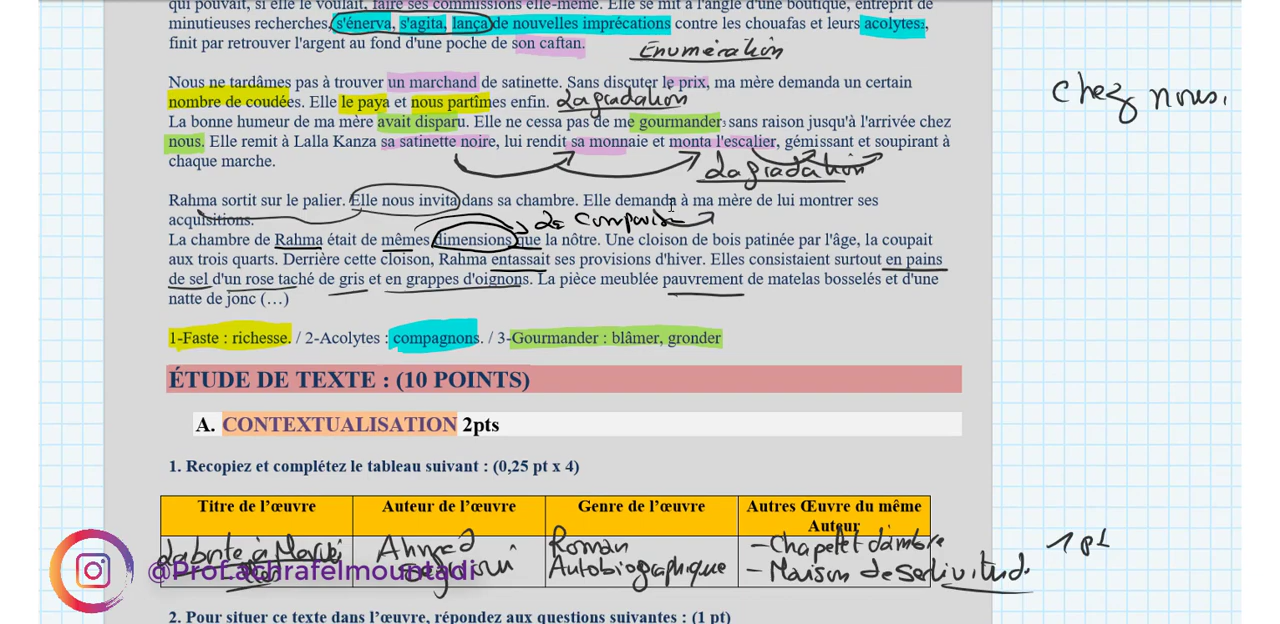 qui pouvait, si elle le voulait, faire ses commissions elle-même. Elle se mit à l'angle d'une boutique, entreprit de
minutieuses recherches, s'énerva, s'agita, lança de nouvelles imprécations contre les chouafas et leurs acolytes2,
finit par retrouver l'argent au fond d'une poche de son caftan.
Enumération
Nous ne tardâmes pas à trouver un marchand de satinette. Sans discuter le prix, ma mère demanda un certain
chez nous.
nombre de coudées. Elle le paya et nous partîmes enfin. La gradation
La bonne humeur de ma mère avait disparu. Elle ne cessa pas de me gourmander3 sans raison jusqu'à l'arrivée chez
nous. Elle remit à Lalla Kanza sa satinette noire, lui rendit sa monnaie et monta l'escalier, gémissant et soupirant à
chaque marche.
La gradation
Rahma sortit sur le palier. Elle nous invita dans sa chambre. Elle demanda à ma mère de lui montrer ses
acquisitions.
La chambre de Rahma était de mêmes dimensions que la nôtre. Une cloison de bois patinée par l'âge, la coupait
aux trois quarts. Derrière cette cloison, Rahma entassait ses provisions d'hiver. Elles consistaient surtout en pains
de sel d'un rose taché de gris et en grappes d'oignons. La pièce meublée pauvrement de matelas bosselés et d'une
natte de jonc (…)
1-Faste : richesse. / 2-Acolytes : compagnons. / 3-Gourmander : blâmer, gronder
ÉTUDE DE TEXTE : (10 POINTS)
A. CONTEXTUALISATION 2pts
1. Recopiez et complétez le tableau suivant : (0,25 pt x 4)
Titre de l'œuvre Auteur de l'œuvre Genre de l'œuvre Autres Œuvre du même Auteur
La boite à Ahmed Roman -Chapelet d'ambre 1 pt
Autobiographique - Maison de
@Prof.achrafelmountadi
2. Pour situer ce texte dans l'œuvre, répondez aux questions suivantes : (1 pt)